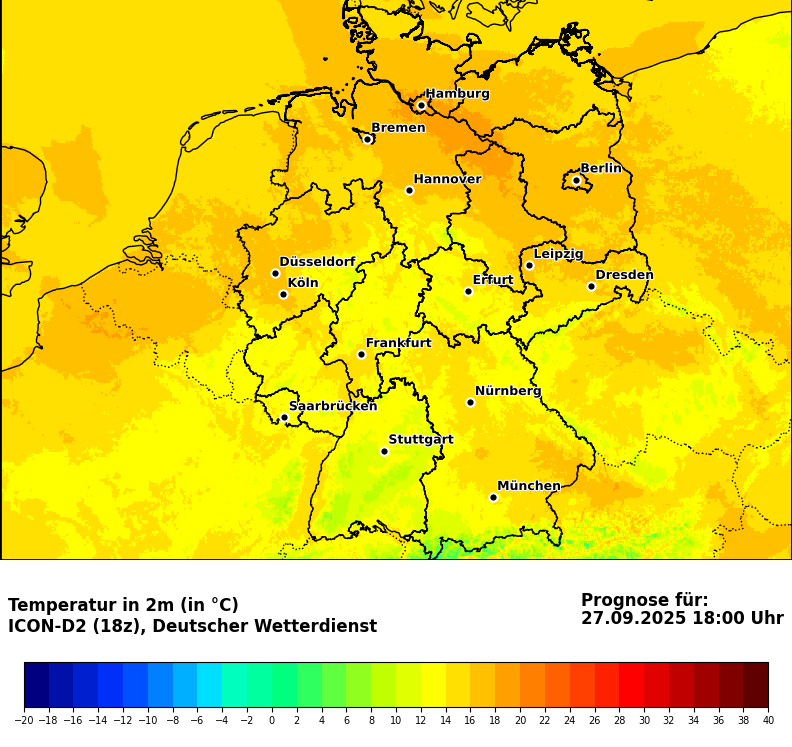 Hamburg
Bremen
Berlin
Hannover
Leipzig
Düsseldorf
Dresden
Köln
Erfurt
Frankfurt
Nürnberg
Saarbrücken
Stuttgart
München
Temperatur in 2m (in °C)
ICON-D2 (18z), Deutscher Wetterdienst
Prognose für:
27.09.2025 18:00 Uhr
−20 −18 −16 −14 −12 −10 −8 −6 −4 −2 0 2 4 6 8 10 12 14 16 18 20 22 24 26 28 30 32 34 36 38 40